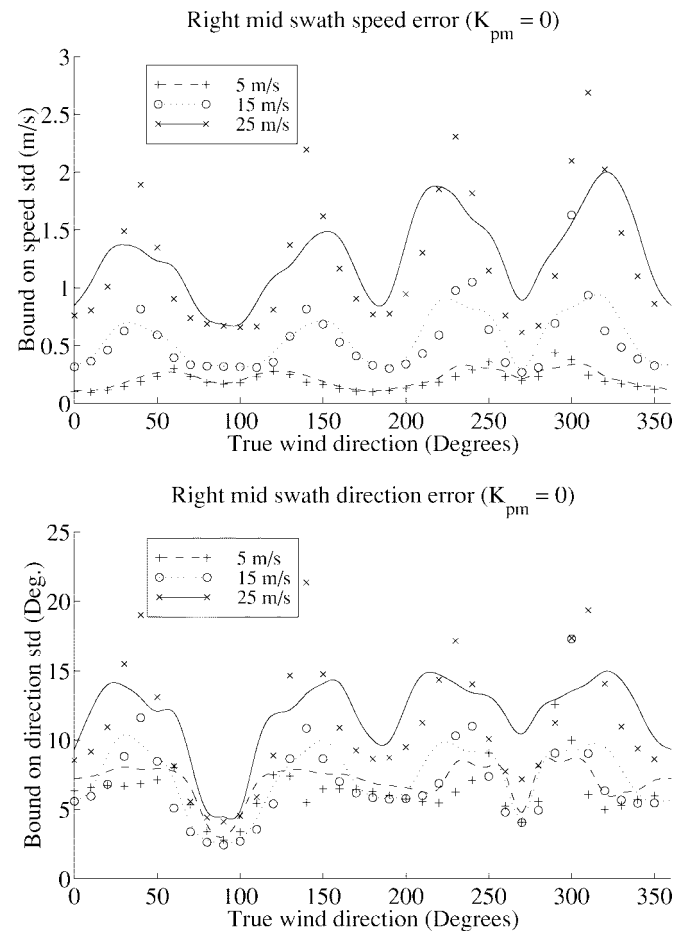 Right mid swath speed error (K_pm = 0)
3
2.5
2
1.5
1
0.5
0
Bound on speed std (m/s)
5 m/s
15 m/s
25 m/s
0 50 100 150 200 250 300 350
True wind direction (Degrees)
Right mid swath direction error (K_pm = 0)
25
20
15
10
5
0
Bound on direction std (Deg.)
5 m/s
15 m/s
25 m/s
0 50 100 150 200 250 300 350
True wind direction (Degrees)